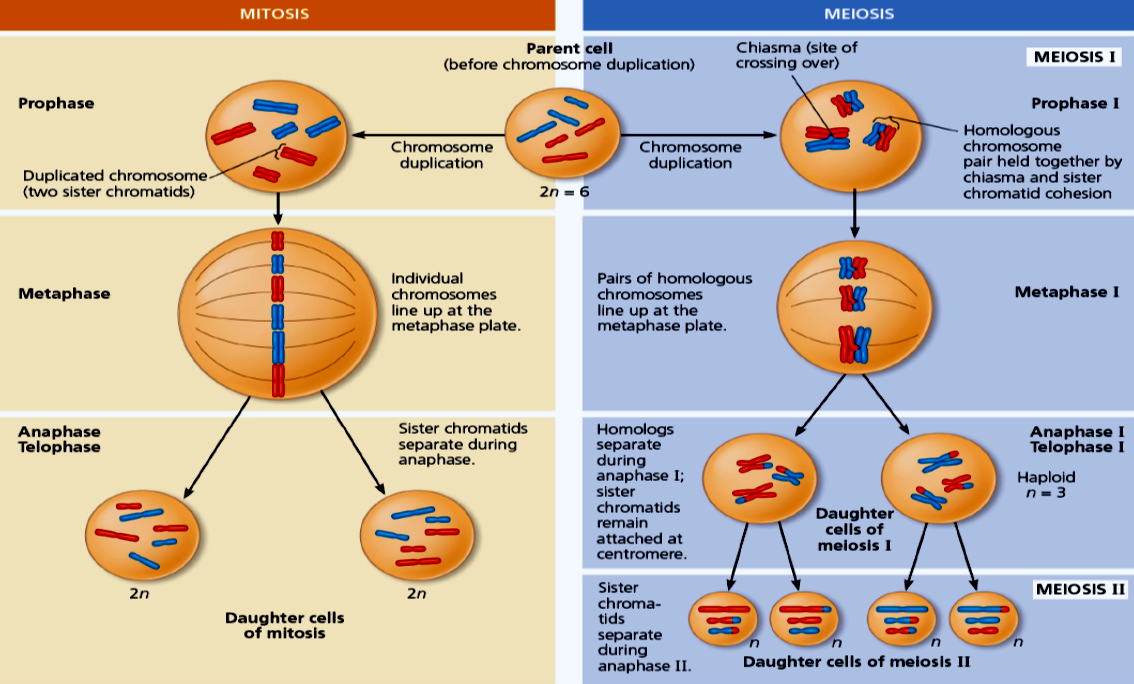 MITOSIS
MEIOSIS
Parent cell
(before chromosome duplication)
Chiasma (site of
crossing over)
MEIOSIS I
Prophase
Prophase I
Chromosome
duplication
Chromosome
duplication
Homologous
chromosome
pair held together by
chiasma and sister
chromatid cohesion
Duplicated chromosome
(two sister chromatids)
2n = 6
Metaphase
Individual
chromosomes
line up at the
metaphase plate.
Pairs of homologous
chromosomes
line up at the
metaphase plate.
Metaphase I
Anaphase
Telophase
Sister chromatids
separate during
anaphase.
Homologs
separate
during
anaphase I;
sister
chromatids
remain
attached at
centromere.
Anaphase I
Telophase I
Haploid
n = 3
Daughter
cells of
meiosis I
2n
2n
Daughter cells
of mitosis
Sister
chroma-
tids
separate
during
anaphase II.
MEIOSIS II
n
n
n
n
Daughter cells of meiosis II